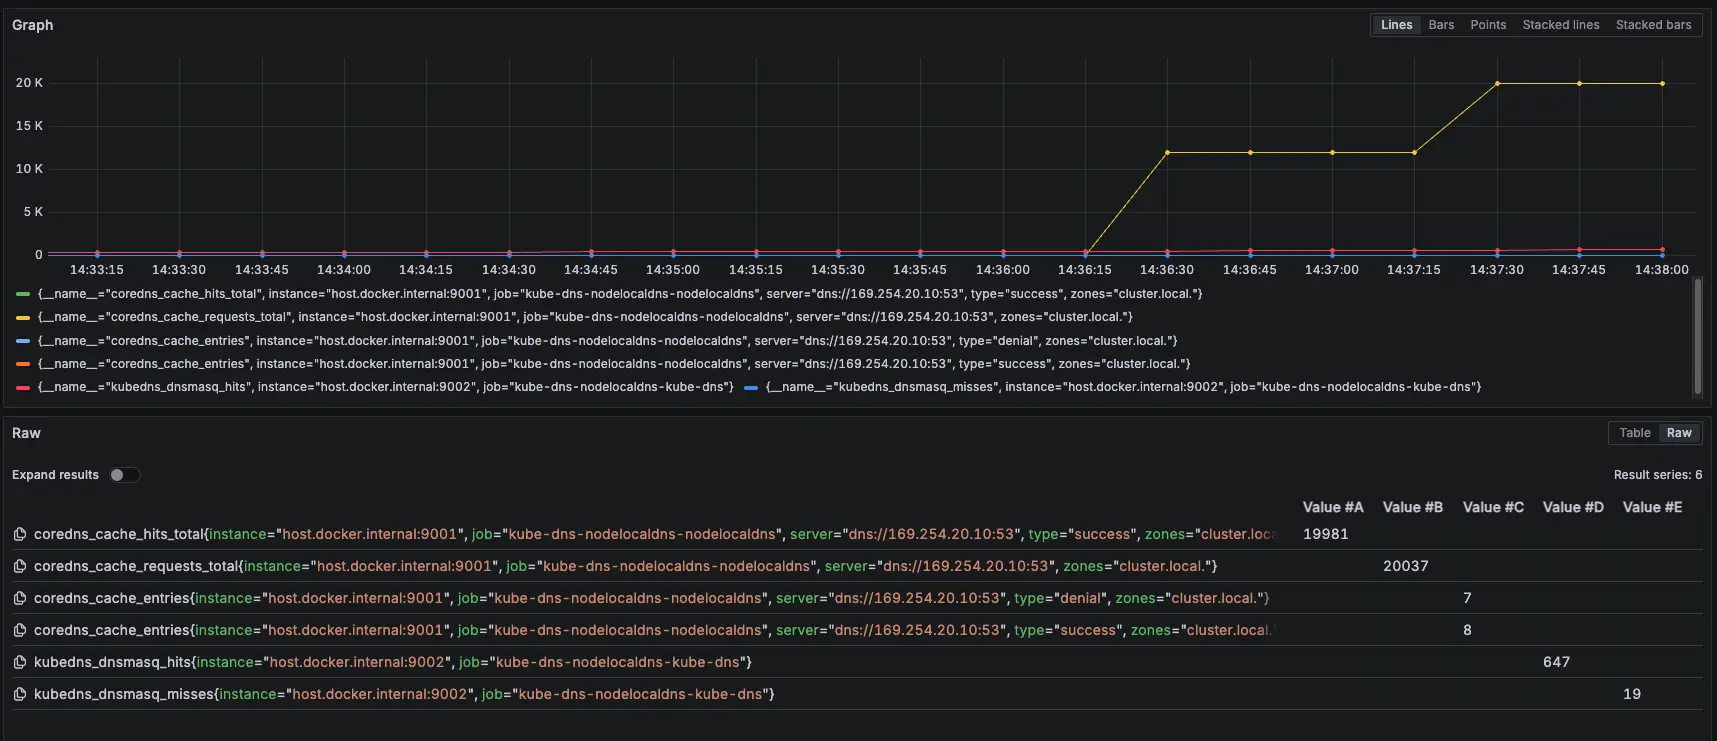 Graph
Lines Bars Points Stacked lines Stacked bars
20 K
15 K
10 K
5 K
0
14:33:15 14:33:30 14:33:45 14:34:00 14:34:15 14:34:30 14:34:45 14:35:00 14:35:15 14:35:30 14:35:45 14:36:00 14:36:15 14:36:30 14:36:45 14:37:00 14:37:15 14:37:30 14:37:45 14:38:00
{__name__="coredns_cache_hits_total", instance="host.docker.internal:9001", job="kube-dns-nodelocaldns-nodelocaldns", server="dns://169.254.20.10:53", type="success", zones="cluster.local."}
{__name__="coredns_cache_requests_total", instance="host.docker.internal:9001", job="kube-dns-nodelocaldns-nodelocaldns", server="dns://169.254.20.10:53", zones="cluster.local."}
{__name__="coredns_cache_entries", instance="host.docker.internal:9001", job="kube-dns-nodelocaldns-nodelocaldns", server="dns://169.254.20.10:53", type="denial", zones="cluster.local."}
{__name__="coredns_cache_entries", instance="host.docker.internal:9001", job="kube-dns-nodelocaldns-nodelocaldns", server="dns://169.254.20.10:53", type="success", zones="cluster.local."}
{__name__="kubedns_dnsmasq_hits", instance="host.docker.internal:9002", job="kube-dns-nodelocaldns-kube-dns"} {__name__="kubedns_dnsmasq_misses", instance="host.docker.internal:9002", job="kube-dns-nodelocaldns-kube-dns"}
Raw
Table Raw
Expand results
Result series: 6
Value #A Value #B Value #C Value #D Value #E
coredns_cache_hits_total{instance="host.docker.internal:9001", job="kube-dns-nodelocaldns-nodelocaldns", server="dns://169.254.20.10:53", type="success", zones="cluster.loca 19981
coredns_cache_requests_total{instance="host.docker.internal:9001", job="kube-dns-nodelocaldns-nodelocaldns", server="dns://169.254.20.10:53", zones="cluster.local."} 20037
coredns_cache_entries{instance="host.docker.internal:9001", job="kube-dns-nodelocaldns-nodelocaldns", server="dns://169.254.20.10:53", type="denial", zones="cluster.local."} 7
coredns_cache_entries{instance="host.docker.internal:9001", job="kube-dns-nodelocaldns-nodelocaldns", server="dns://169.254.20.10:53", type="success", zones="cluster.local." 8
kubedns_dnsmasq_hits{instance="host.docker.internal:9002", job="kube-dns-nodelocaldns-kube-dns"} 647
kubedns_dnsmasq_misses{instance="host.docker.internal:9002", job="kube-dns-nodelocaldns-kube-dns"} 19